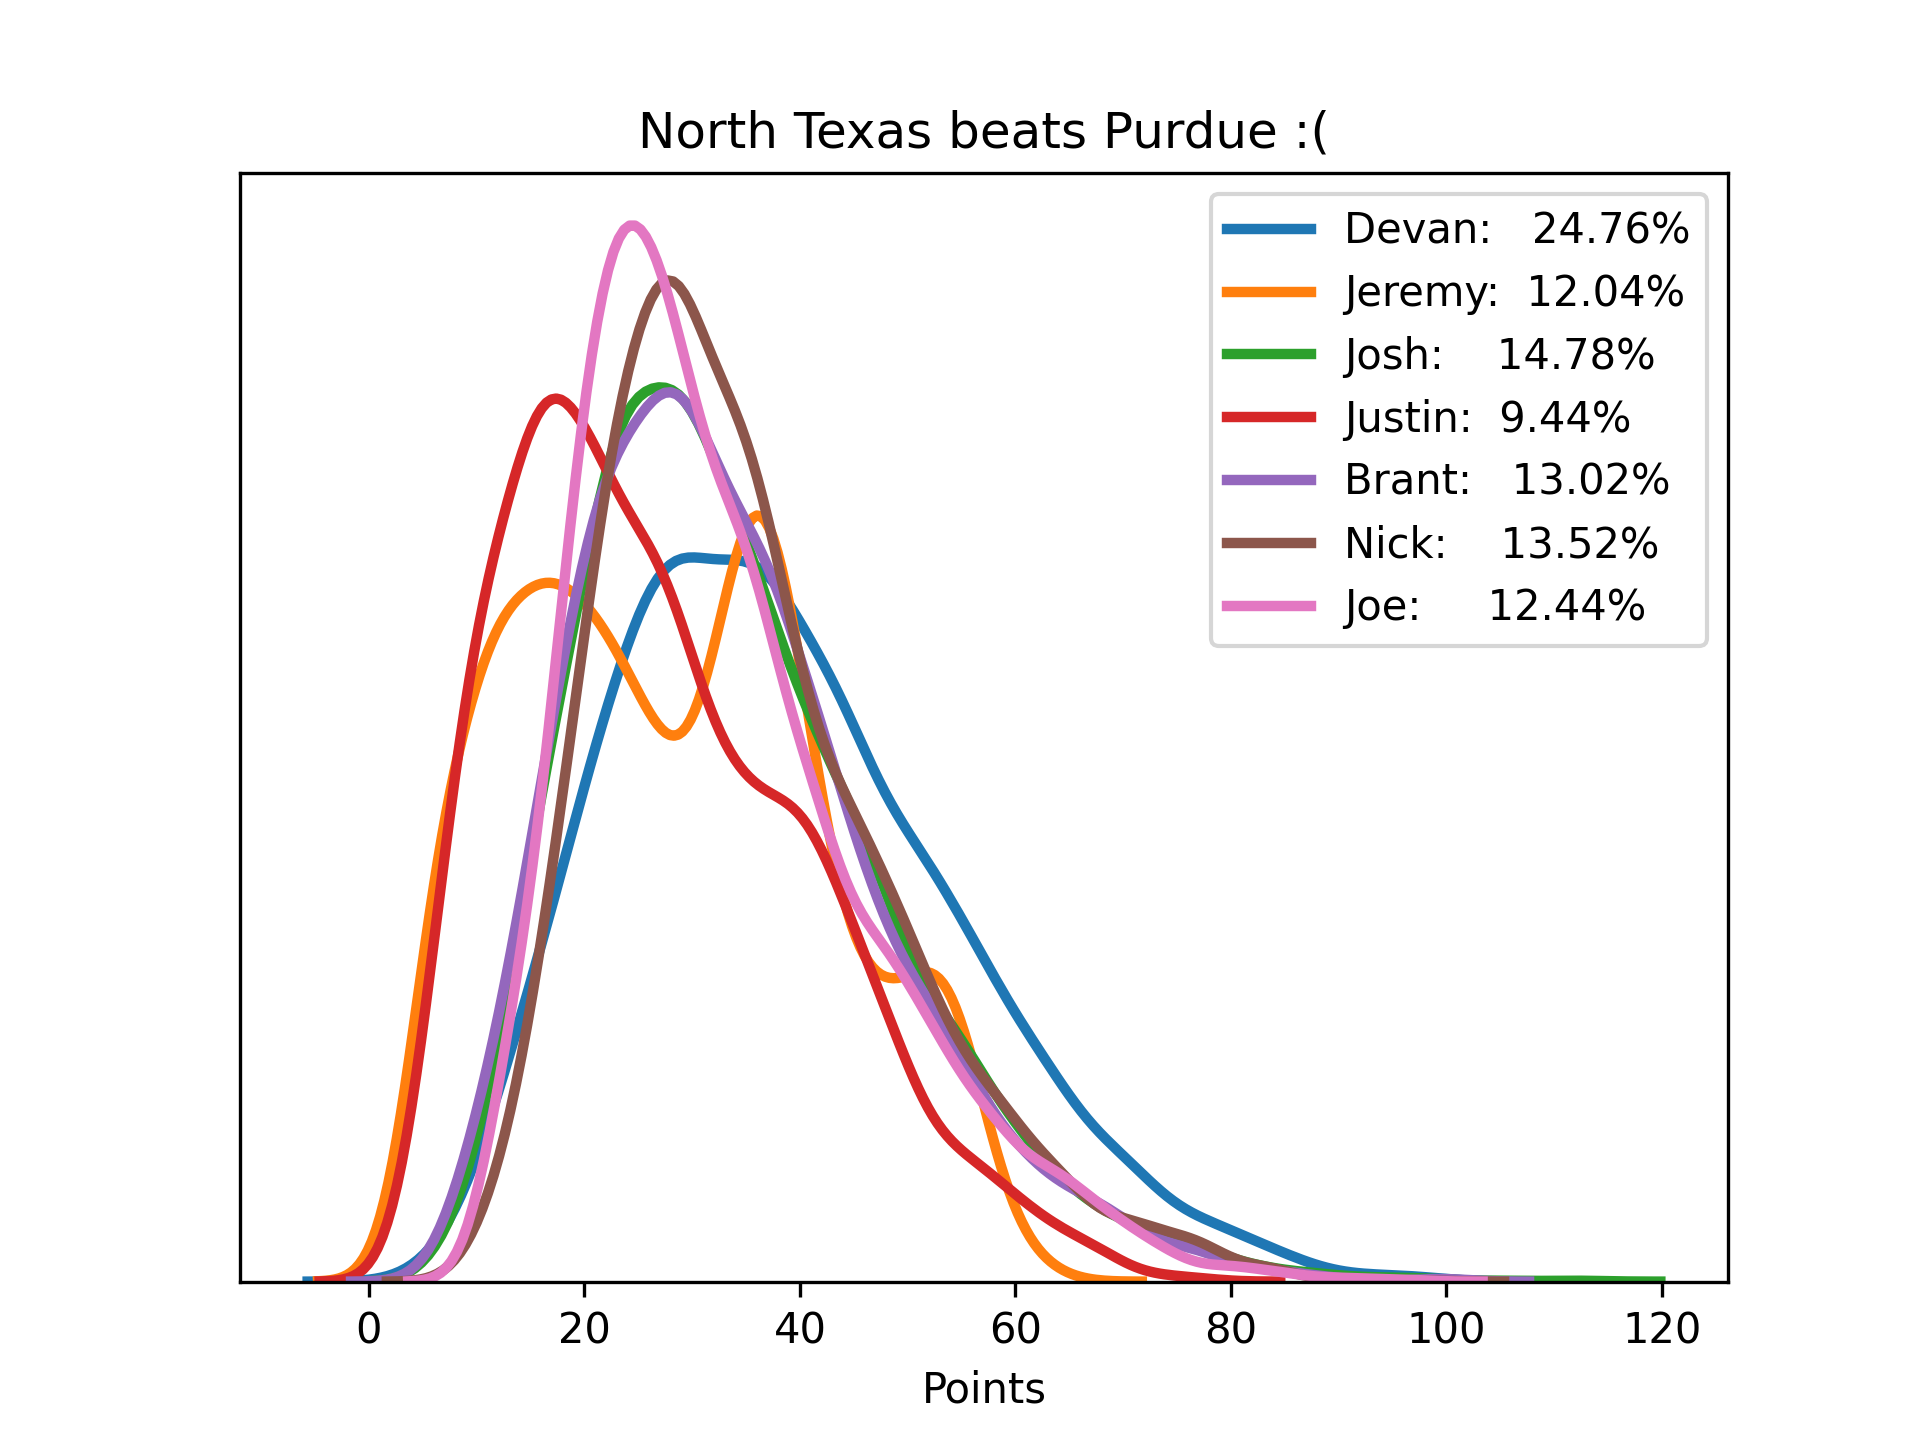 North Texas beats Purdue :(
Devan: 24.76%
Jeremy: 12.04%
Josh: 14.78%
Justin: 9.44%
Brant: 13.02%
Nick: 13.52%
Joe: 12.44%
0 20 40 60 80 100 120
Points